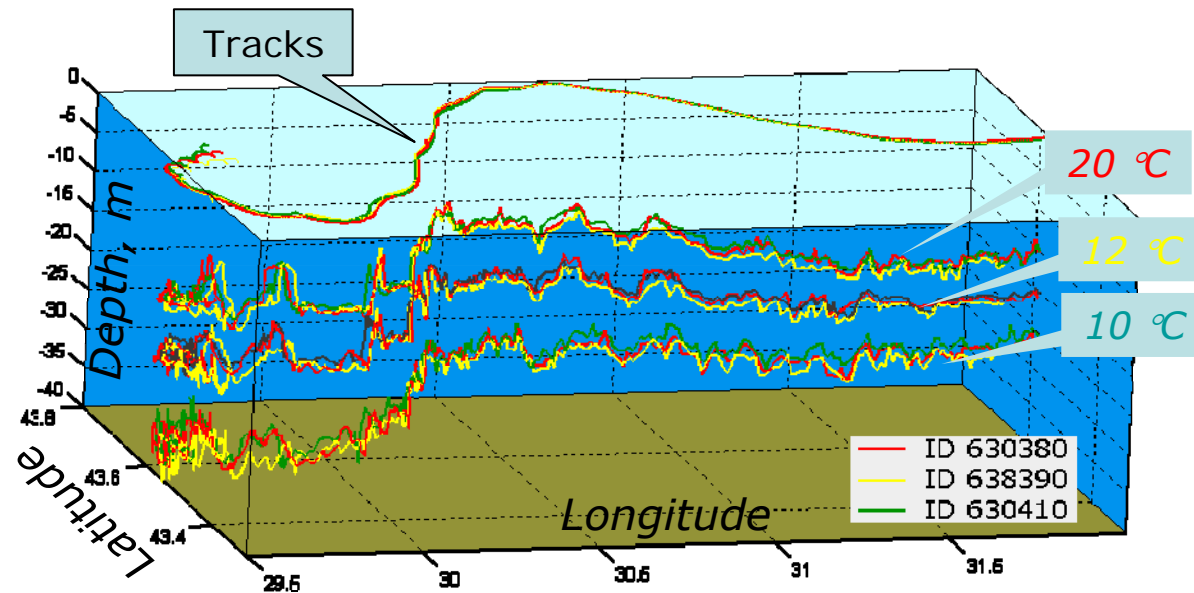 Tracks
0
-5
-10
-15
-20
-25
-30
-35
-40
Depth, m
20 °C
12 °C
10 °C
43.8
43.6
43.4
Latitude
Longitude
29.5
30
30.5
31
31.5
ID 630380
ID 638390
ID 630410